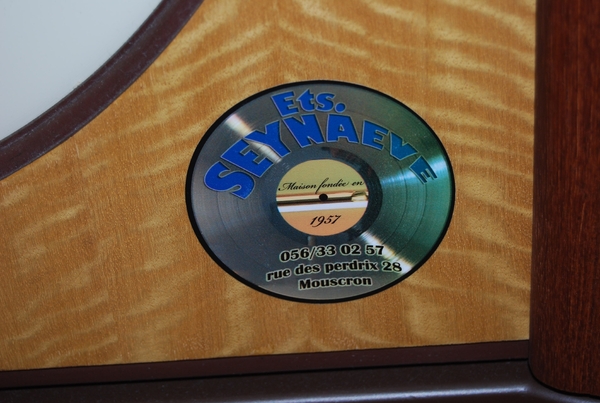 Ets.
SEYNAEVE
Maison fondée en
1957
056/33 02 57
rue des perdrix 28
Mouscron